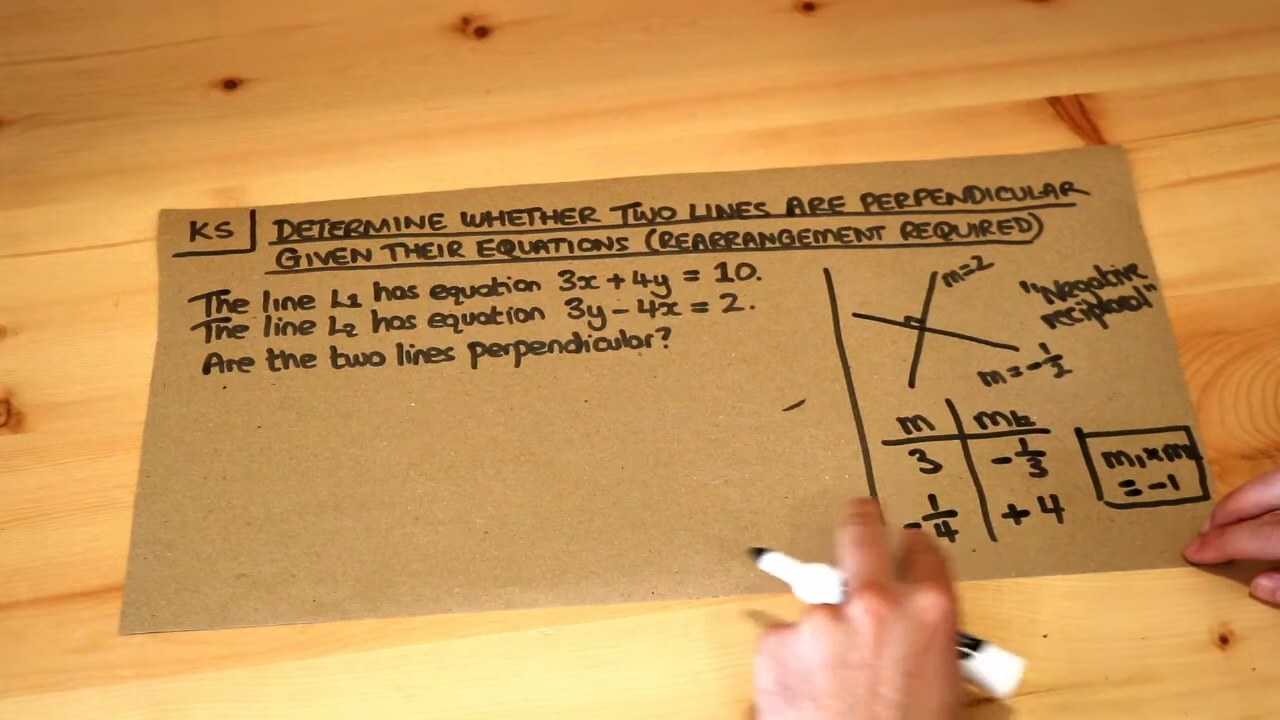 KS
DETERMINE WHETHER TWO LINES ARE PERPENDICULAR
GIVEN THEIR EQUATIONS (REARRANGEMENT REQUIRED)
The line L1 has equation 3x + 4y = 10.
The line L2 has equation 3y - 4x = 2.
Are the two lines perpendicular?
m=2
"Negative
reciprocal"
m = -1/2
m
3 -1/3
-1/4 +4
m1 × m
= -1